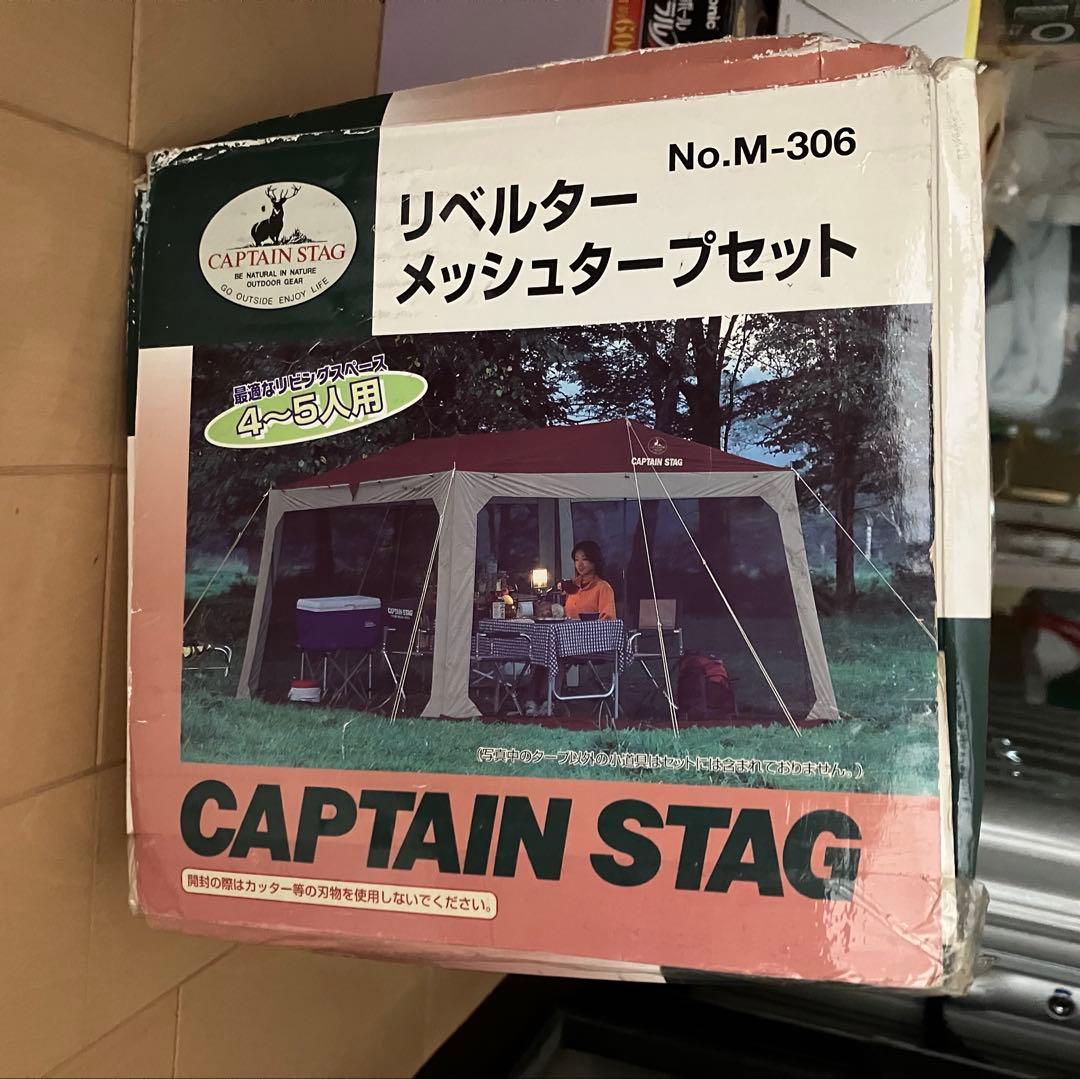 No.M-306
リベルター
メッシュタープセット
CAPTAIN STAG
BE NATURAL IN NATURE
OUTDOOR GEAR
GO OUTSIDE ENJOY LIFE
最適なリビングスペース
4〜5人用
CAPTAIN STAG
CAPTAIN STAG
(写真中のタープ以外の小道具はセットには含まれておりません。)
CAPTAIN STAG
開封の際はカッター等の刃物を使用しないでください。